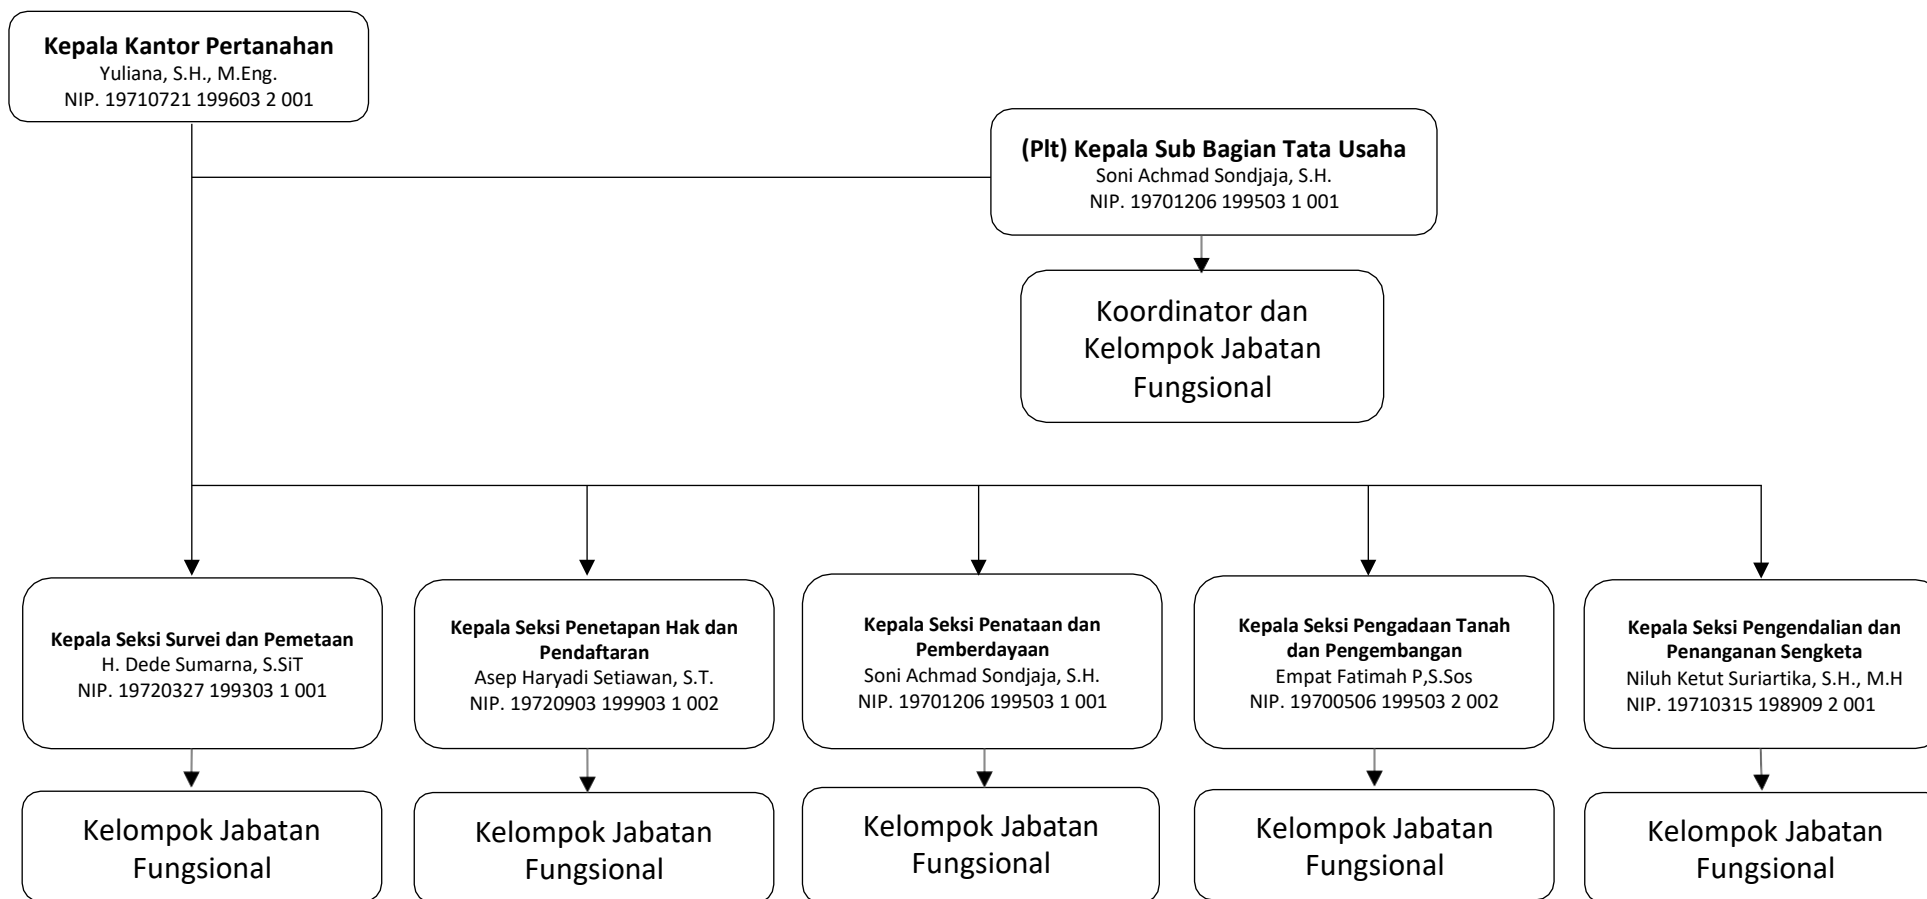 Kepala Kantor Pertanahan
Yuliana, S.H., M.Eng.
NIP. 19710721 199603 2 001
(Plt) Kepala Sub Bagian Tata Usaha
Soni Achmad Sondjaja, S.H.
NIP. 19701206 199503 1 001
Koordinator dan
Kelompok Jabatan
Fungsional
Kepala Seksi Survei dan Pemetaan
H. Dede Sumarna, S.SiT
NIP. 19720327 199303 1 001
Kepala Seksi Penetapan Hak dan
Pendaftaran
Asep Haryadi Setiawan, S.T.
NIP. 19720903 199903 1 002
Kepala Seksi Penataan dan
Pemberdayaan
Soni Achmad Sondjaja, S.H.
NIP. 19701206 199503 1 001
Kepala Seksi Pengadaan Tanah
dan Pengembangan
Empat Fatimah P,S.Sos
NIP. 19700506 199503 2 002
Kepala Seksi Pengendalian dan
Penanganan Sengketa
Niluh Ketut Suriartika, S.H., M.H
NIP. 19710315 198909 2 001
Kelompok Jabatan
Fungsional
Kelompok Jabatan
Fungsional
Kelompok Jabatan
Fungsional
Kelompok Jabatan
Fungsional
Kelompok Jabatan
Fungsional